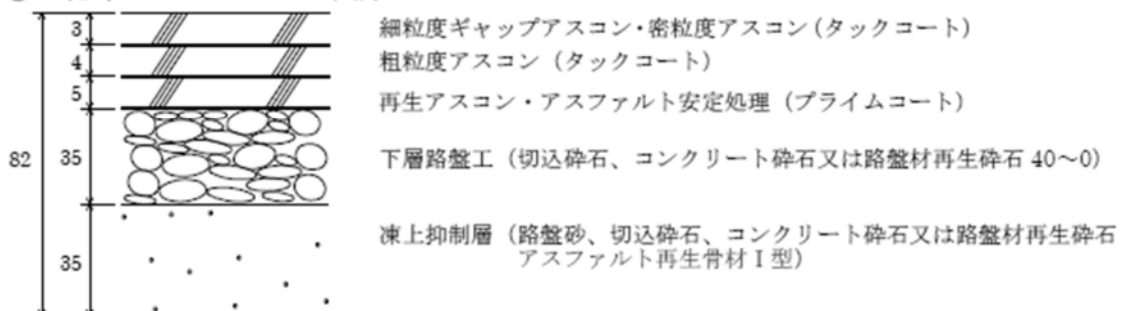 3
細粒度ギャップアスコン・密粒度アスコン(タックコート)
4
粗粒度アスコン (タックコート)
5
再生アスコン・アスファルト安定処理 (プライムコート)
82
35
下層路盤工 (切込砕石、コンクリート砕石又は路盤材再生砕石 40~0)
35
凍上抑制層 (路盤砂、切込砕石、コンクリート砕石又は路盤材再生砕石
アスファルト再生骨材Ⅰ型)